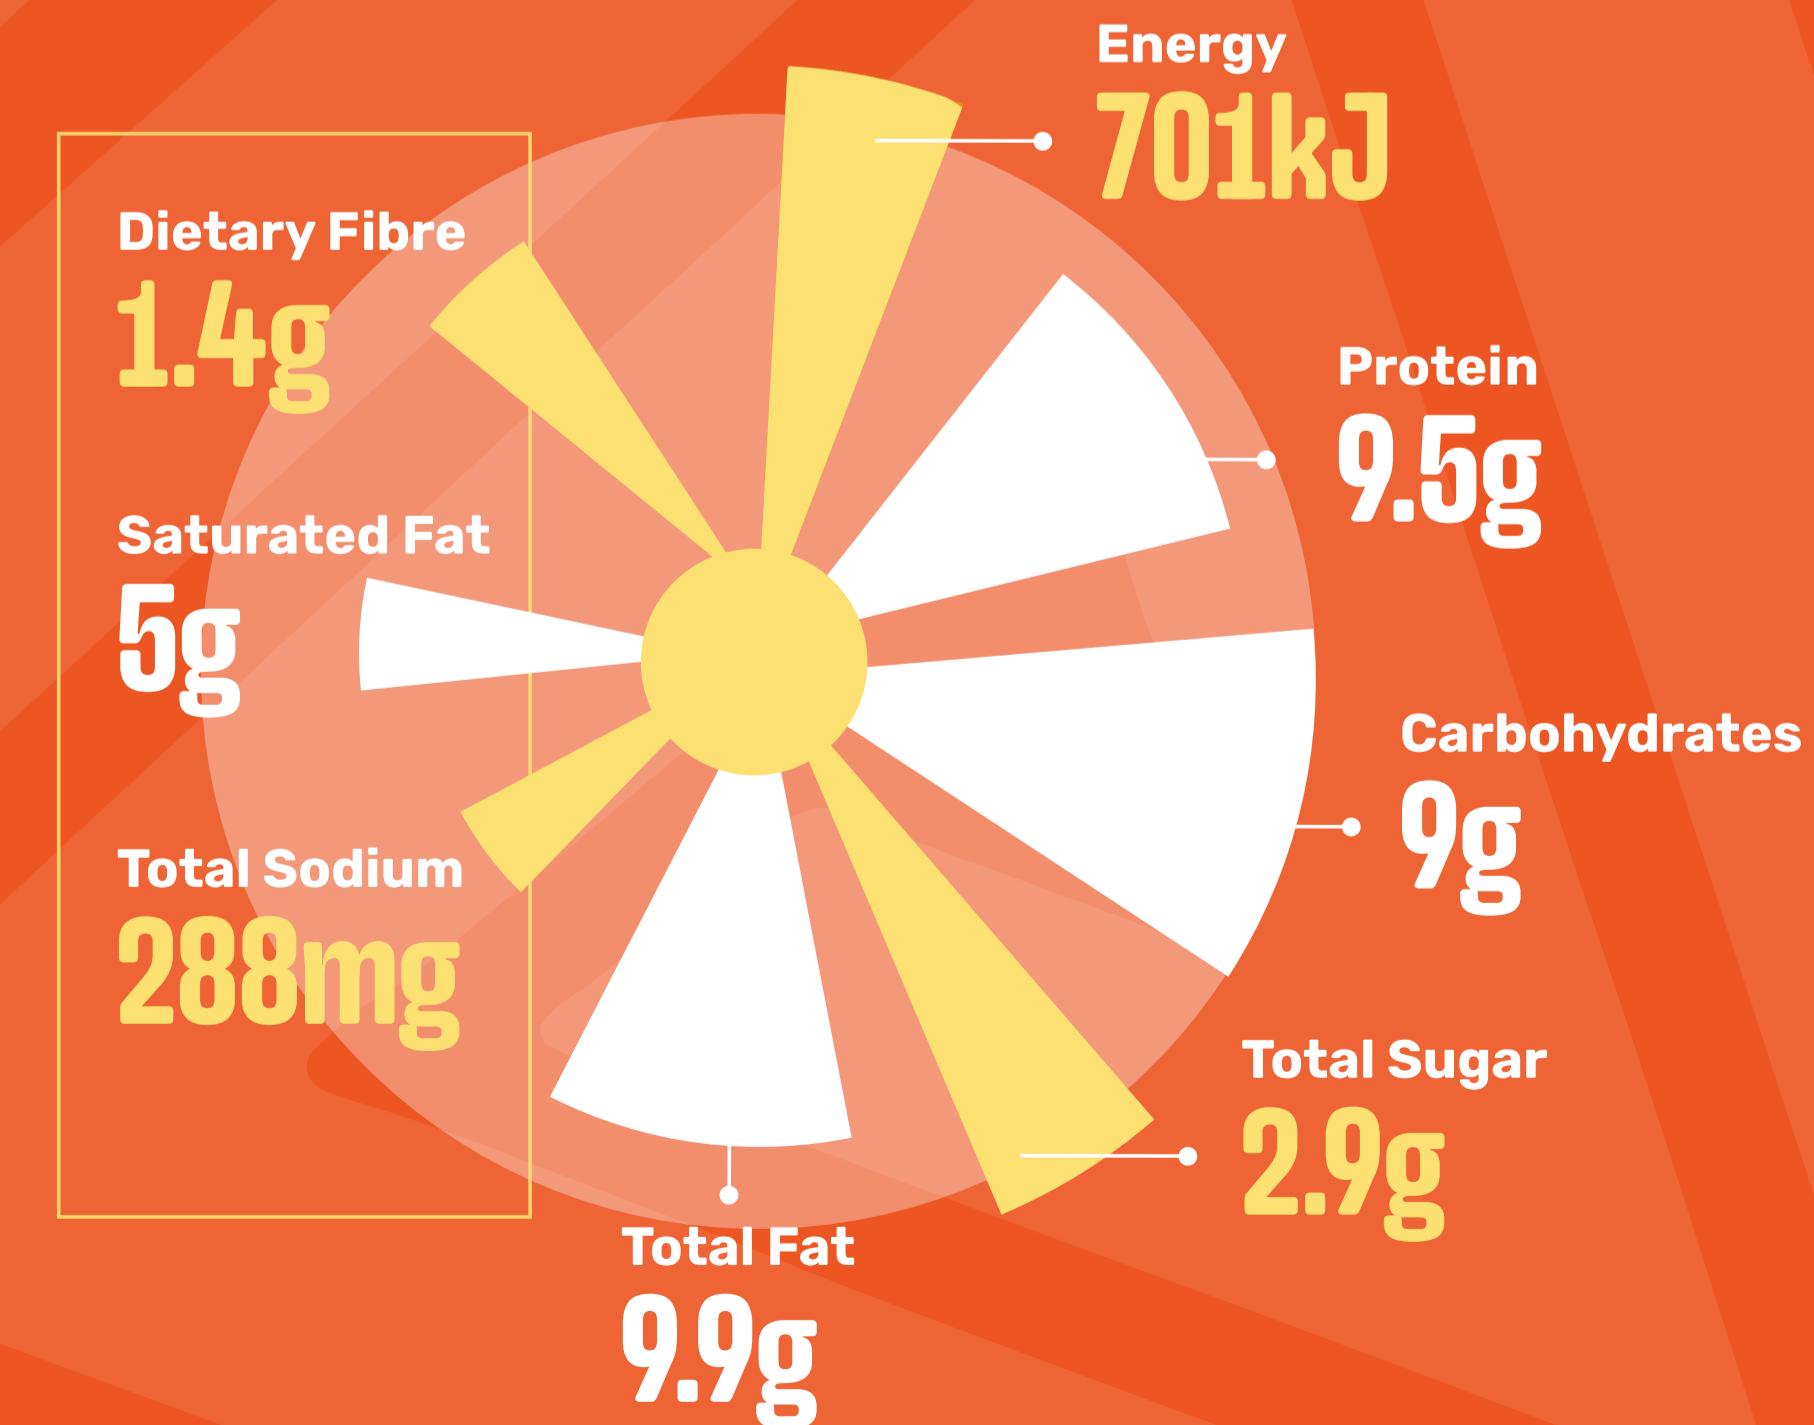 Energy
701kJ
Protein
9.5g
Carbohydrates
9g
Total Sugar
2.9g
Total Fat
9.9g
Dietary Fibre
1.4g
Saturated Fat
5g
Total Sodium
288mg